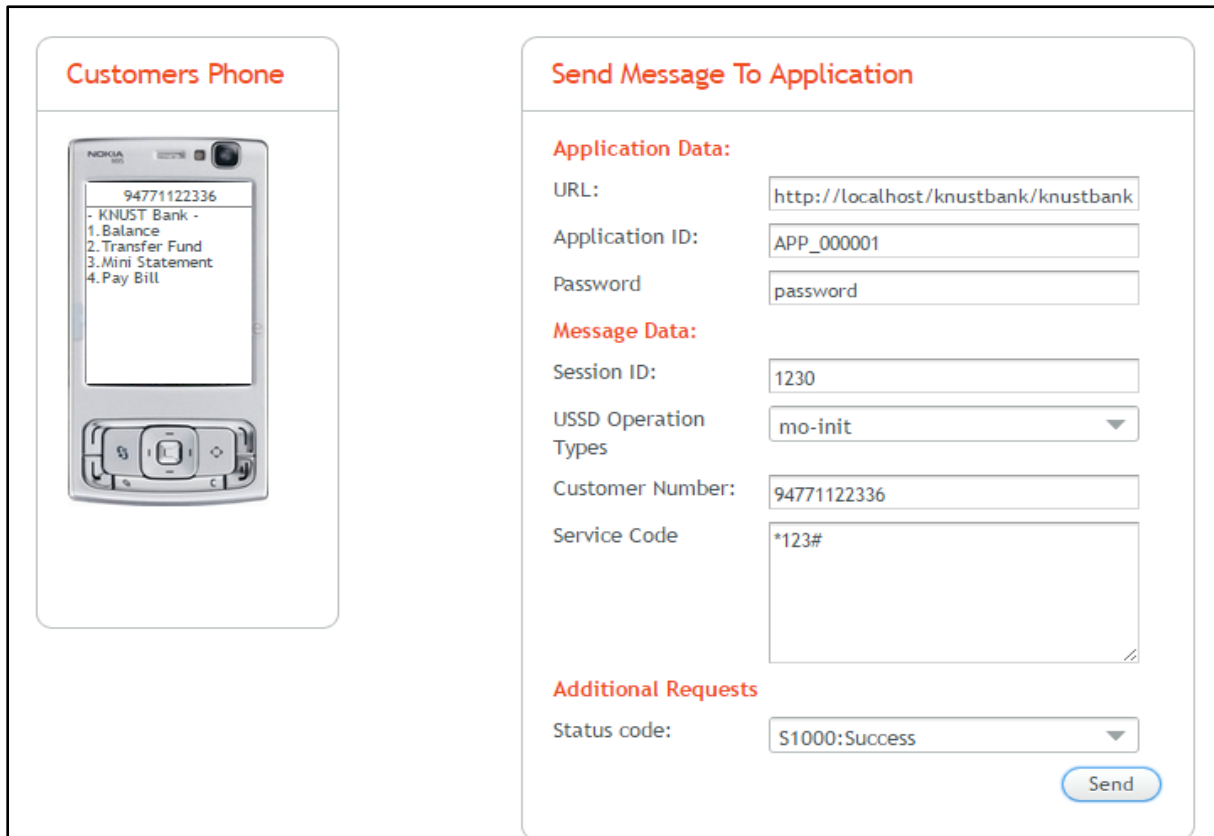 Customers Phone
NOKIA
94771122336
- KNUST Bank -
1.Balance
2.Transfer Fund
3.Mini Statement
4.Pay Bill
Send Message To Application
Application Data:
URL: http://localhost/knustbank/knustbank
Application ID: APP_000001
Password password
Message Data:
Session ID: 1230
USSD Operation
Types mo-init
Customer Number: 94771122336
Service Code *123#
Additional Requests
Status code: S1000:Success
Send